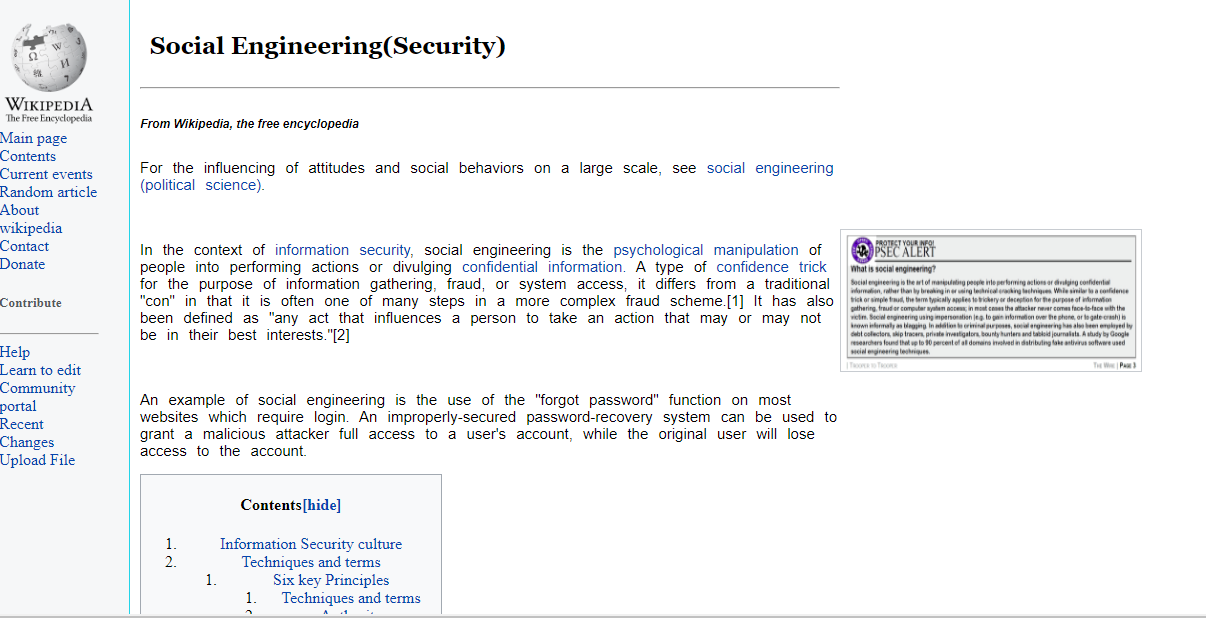 WIKIPEDIA
The Free Encyclopedia
Main page
Contents
Current events
Random article
About
wikipedia
Contact
Donate
Contribute
Help
Learn to edit
Community
portal
Recent
Changes
Upload File
Social Engineering(Security)
From Wikipedia, the free encyclopedia
For the influencing of attitudes and social behaviors on a large scale, see social engineering
(political science).
In the context of information security, social engineering is the psychological manipulation of
people into performing actions or divulging confidential information. A type of confidence trick
for the purpose of information gathering, fraud, or system access, it differs from a traditional
"con" in that it is often one of many steps in a more complex fraud scheme.[1] It has also
been defined as "any act that influences a person to take an action that may or may not
be in their best interests."[2]
An example of social engineering is the use of the "forgot password" function on most
websites which require login. An improperly-secured password-recovery system can be used to
grant a malicious attacker full access to a user's account, while the original user will lose
access to the account.
Contents[hide]
1. Information Security culture
2. Techniques and terms
1. Six key Principles
1. Techniques and terms
PROTECT YOUR INFO!
PSEC ALERT
What is social engineering?
Social engineering is the art of manipulating people into performing actions or divulging confidential
information, rather than by breaking in or using technical cracking techniques. While similar to a confidence
trick or simple fraud, the term typically applies to trickery or deception for the purpose of information
gathering, fraud or computer system access; in most cases the attacker never comes face-to-face with the
victim. Social engineering using impersonation (e.g. to gain information over the phone, or to gate-crash) is
known informally as blagging. In addition to criminal purposes, social engineering has also been employed by
debt collectors, skip tracers, private investigators, bounty hunters and tabloid journalists. A study by Google
researchers found that up to 90 percent of all domains involved in distributing fake antivirus software used
social engineering techniques.
| TROOPER TO TROOPER
THE WIRE | PAGE 3